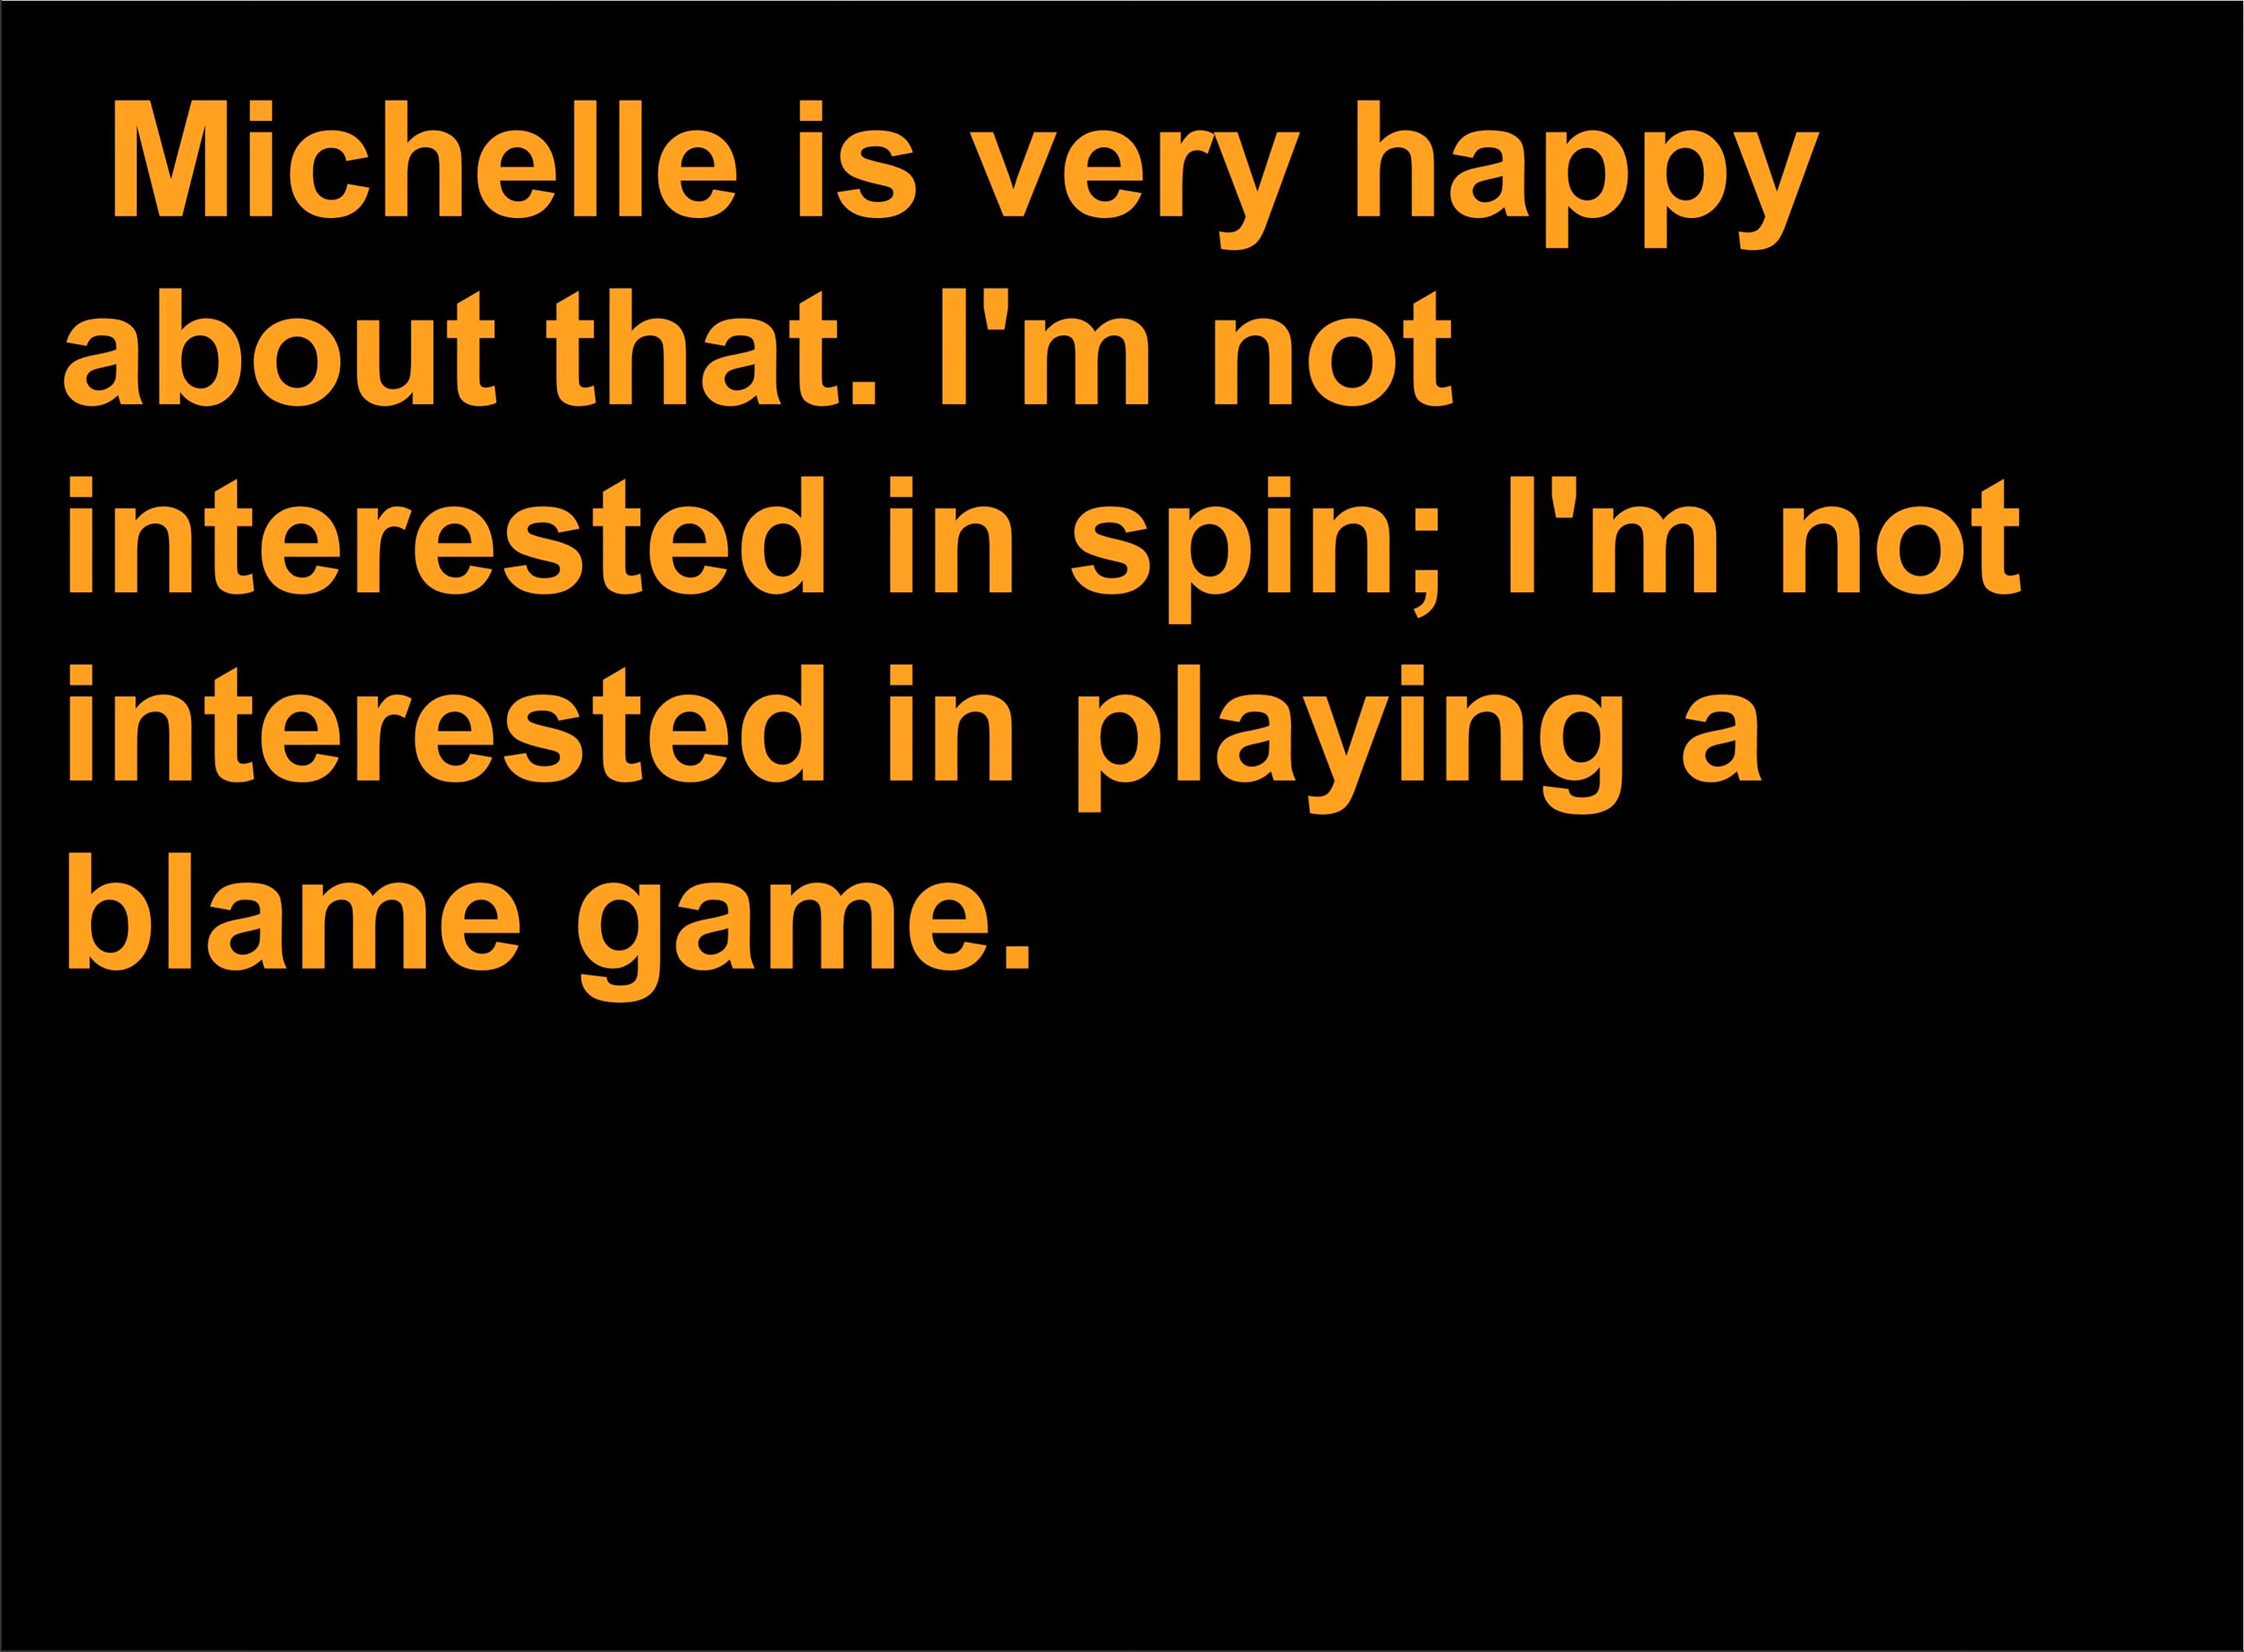 Michelle is very happy
about that. I'm not
interested in spin; I'm not
interested in playing a
blame game.